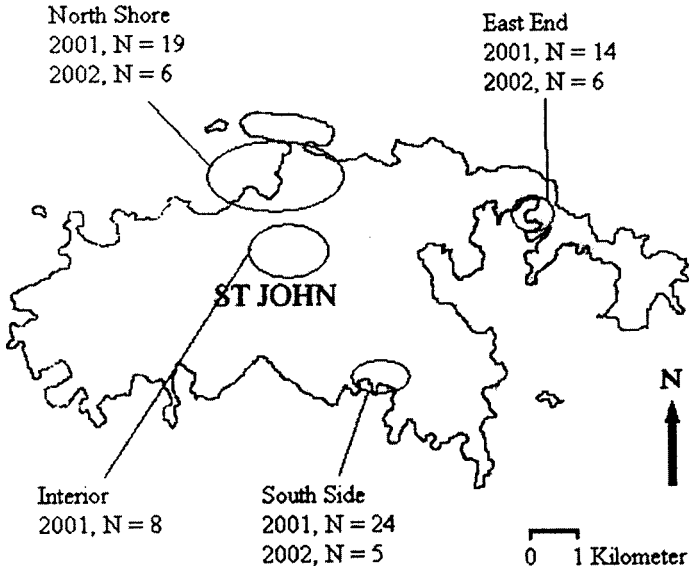 North Shore
2001, N = 19
2002, N = 6
East End
2001, N = 14
2002, N = 6
ST JOHN
N
Interior
2001, N = 8
South Side
2001, N = 24
2002, N = 5
0 1 Kilometer